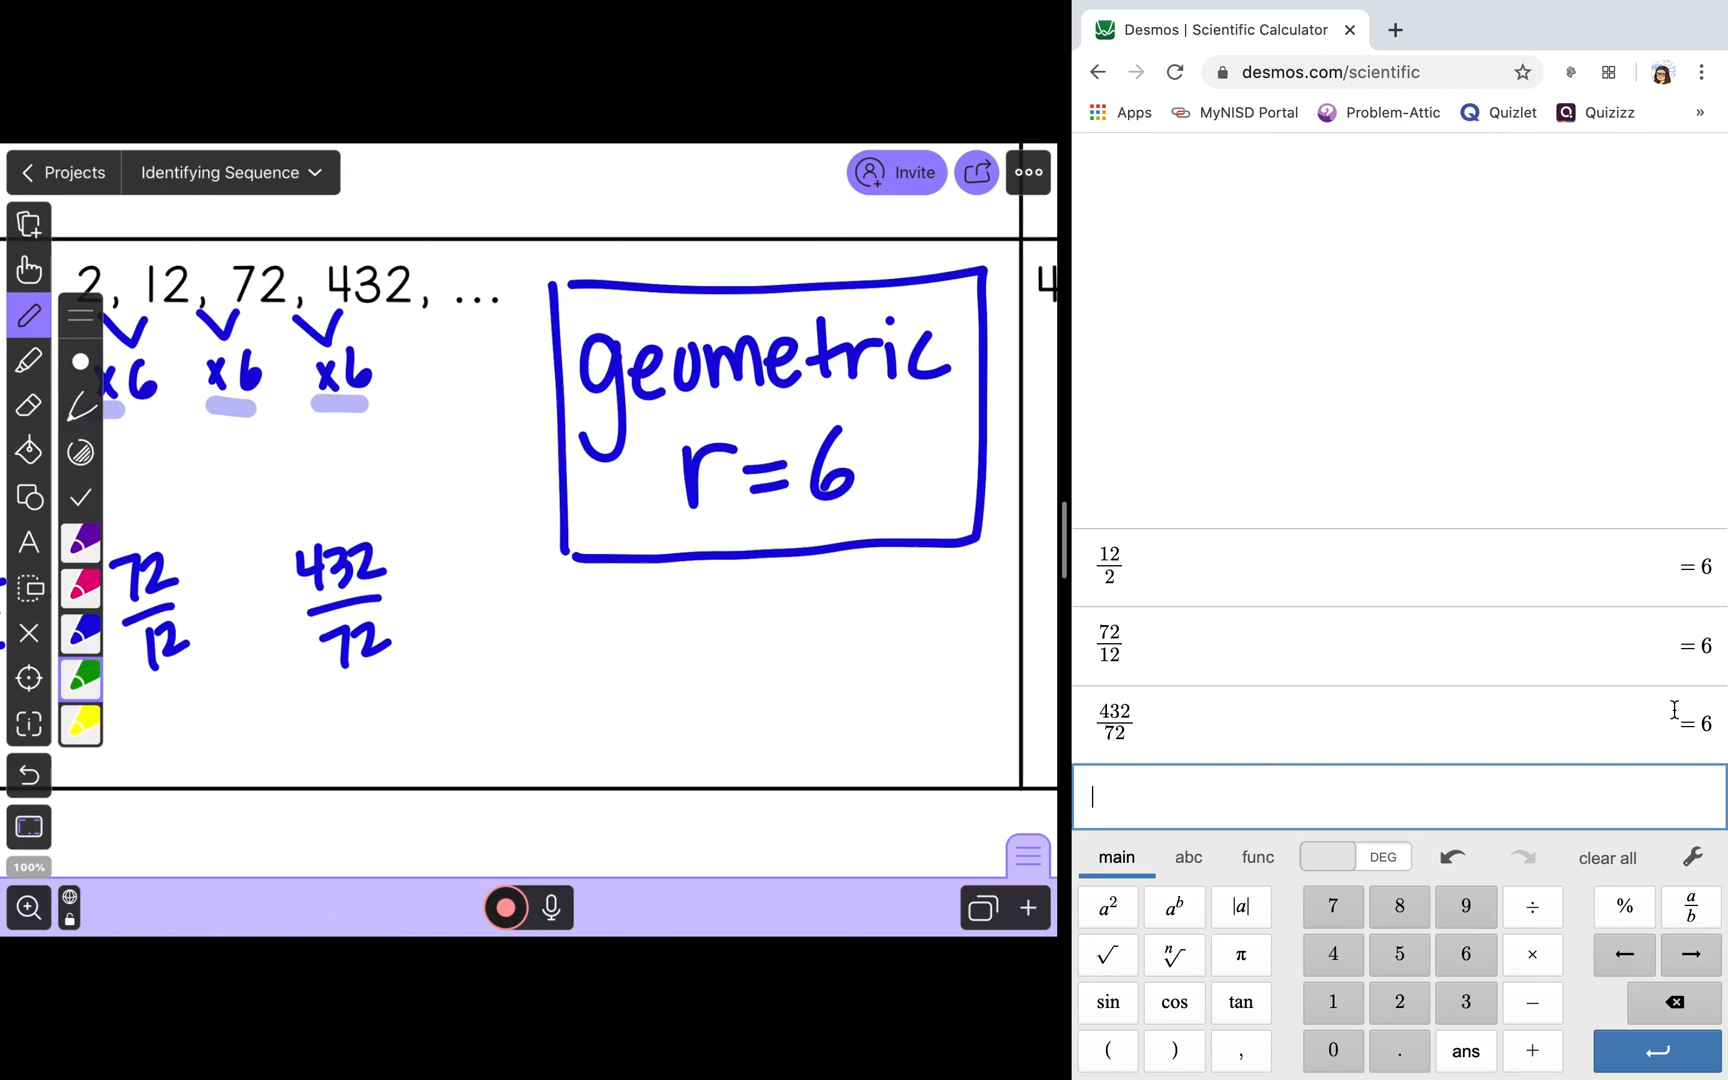 Projects
Identifying Sequence
Invite
2, 12, 72, 432, ...
x6 x6 x6
geometric
r = 6
72
12
432
72
4
100%
Desmos | Scientific Calculator
desmos.com/scientific
Apps
MyNISD Portal
Problem-Attic
Quizlet
Quizizz
»
12
2
= 6
72
12
= 6
432
72
= 6
main abc func DEG clear all
a² aᵇ |a| 7 8 9 ÷ % a/b
√ ⁿ√ π 4 5 6 × ← →
sin cos tan 1 2 3 −
( ) , 0 . ans +